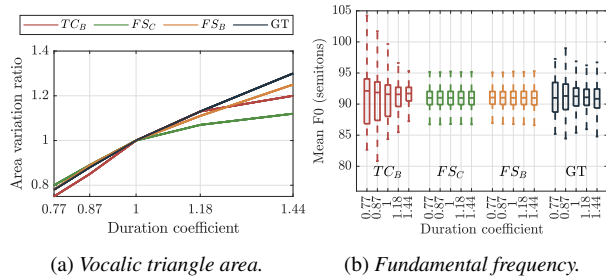 TC_B FS_C FS_B GT
Area variation ratio
1.4
1.2
1
0.8
0.77 0.87 1 1.18 1.44
Duration coefficient
(a) Vocalic triangle area.
Mean F0 (semitons)
100
95
90
85
80
TC_B FS_C FS_B GT
0.77 0.87 1 1.18 1.44 0.77 0.87 1 1.18 1.44 0.77 0.87 1 1.18 1.44 0.77 0.87 1 1.18 1.44
Duration coefficient
(b) Fundamental frequency.